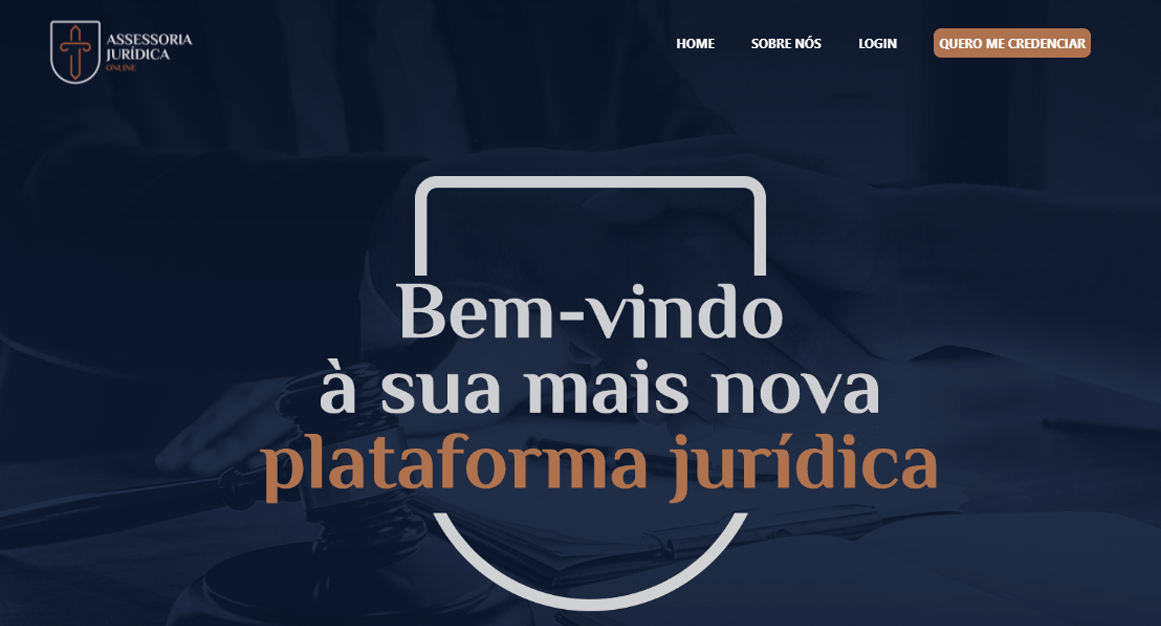 ASSESSORIA
JURÍDICA
ONLINE
HOME
SOBRE NÓS
LOGIN
QUERO ME CREDENCIAR
Bem-vindo
à sua mais nova
plataforma jurídica